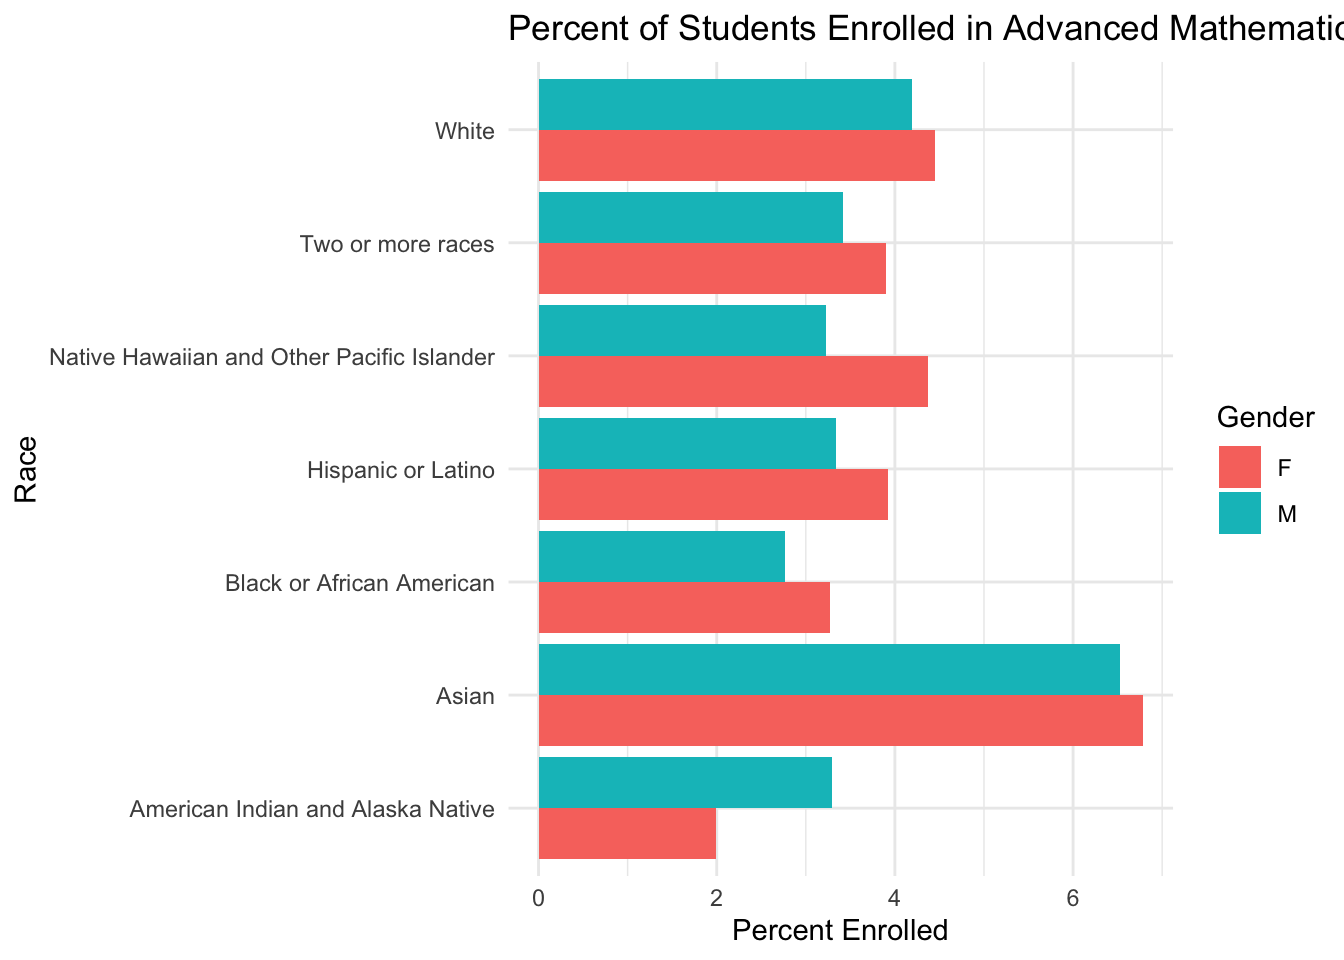 Percent of Students Enrolled in Advanced Mathematic
White
Two or more races
Native Hawaiian and Other Pacific Islander
Hispanic or Latino
Black or African American
Asian
American Indian and Alaska Native
Race
0 2 4 6
Percent Enrolled
Gender
F
M